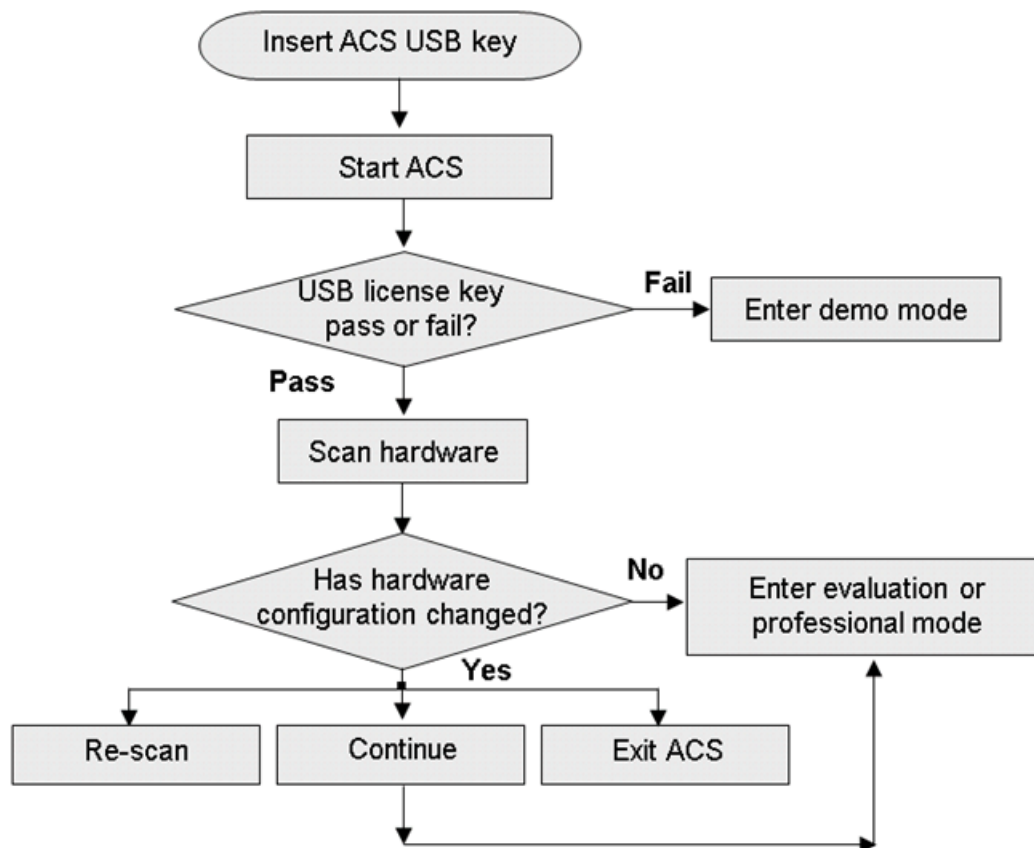 Insert ACS USB key
Start ACS
USB license key
pass or fail?
Fail
Enter demo mode
Pass
Scan hardware
Has hardware
configuration changed?
No
Enter evaluation or
professional mode
Yes
Re-scan
Continue
Exit ACS